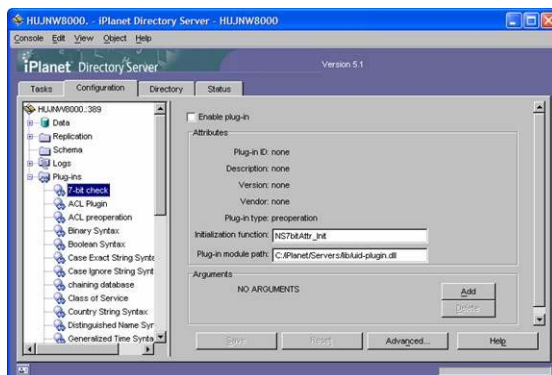 HUJNW8000. - iPlanet Directory Server - HUJNW8000
Console Edit View Object Help
iPlanet Directory Server
Version 5.1
Tasks Configuration Directory Status
HUJNW8000.:389
Data
Replication
Schema
Logs
Plug-ins
7-bit check
ACL Plugin
ACL preoperation
Binary Syntax
Boolean Syntax
Case Exact String Synta
Case Ignore String Synt
chaining database
Class of Service
Country String Syntax
Distinguished Name Syr
Generalized Time Synta
Enable plug-in
Attributes
Plug-in ID: none
Description: none
Version: none
Vendor: none
Plug-in type: preoperation
Initialization function: NS7bitAttr_Init
Plug-in module path: C:/iPlanet/Servers/lib/uid-plugin.dll
Arguments
NO ARGUMENTS
Add
Delete
Save Reset Advanced... Help